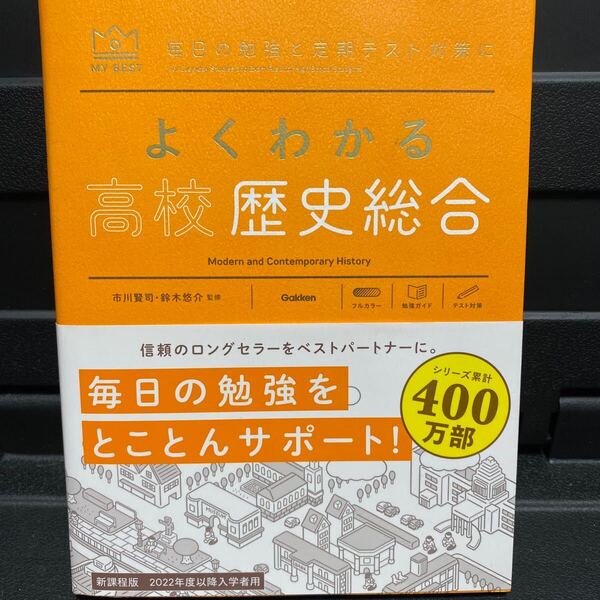 MY BEST
毎日の勉強と定期テスト対策に
よくわかる
高校 歴史総合
Modern and Contemporary History
市川賢司・鈴木悠介 監修
Gakken
フルカラー
勉強ガイド
テスト対策
信頼のロングセラーをベストパートナーに。
毎日の勉強を
とことんサポート!
シリーズ累計
400
万部
新課程版 2022年度以降入学者用